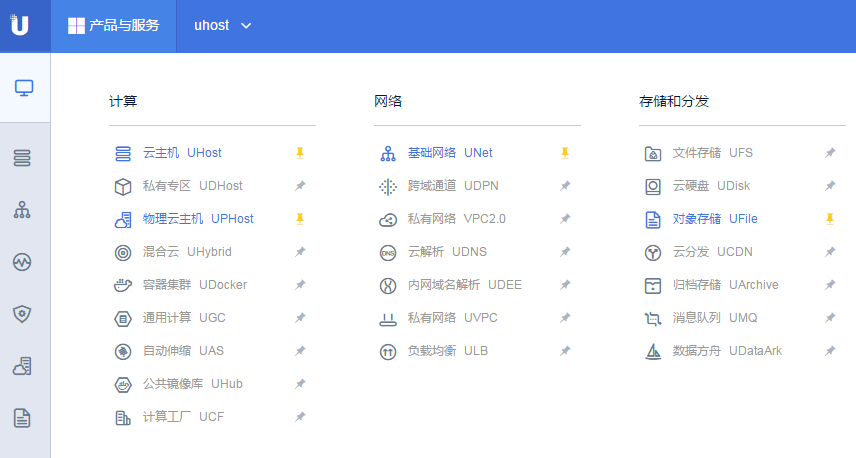 U 产品与服务 uhost
计算
云主机 UHost
私有专区 UDHost
物理云主机 UPHost
混合云 UHybrid
容器集群 UDocker
通用计算 UGC
自动伸缩 UAS
公共镜像库 UHub
计算工厂 UCF
网络
基础网络 UNet
跨域通道 UDPN
私有网络 VPC2.0
云解析 UDNS
内网域名解析 UDEE
私有网络 UVPC
负载均衡 ULB
存储和分发
文件存储 UFS
云硬盘 UDisk
对象存储 UFile
云分发 UCDN
归档存储 UArchive
消息队列 UMQ
数据方舟 UDataArk